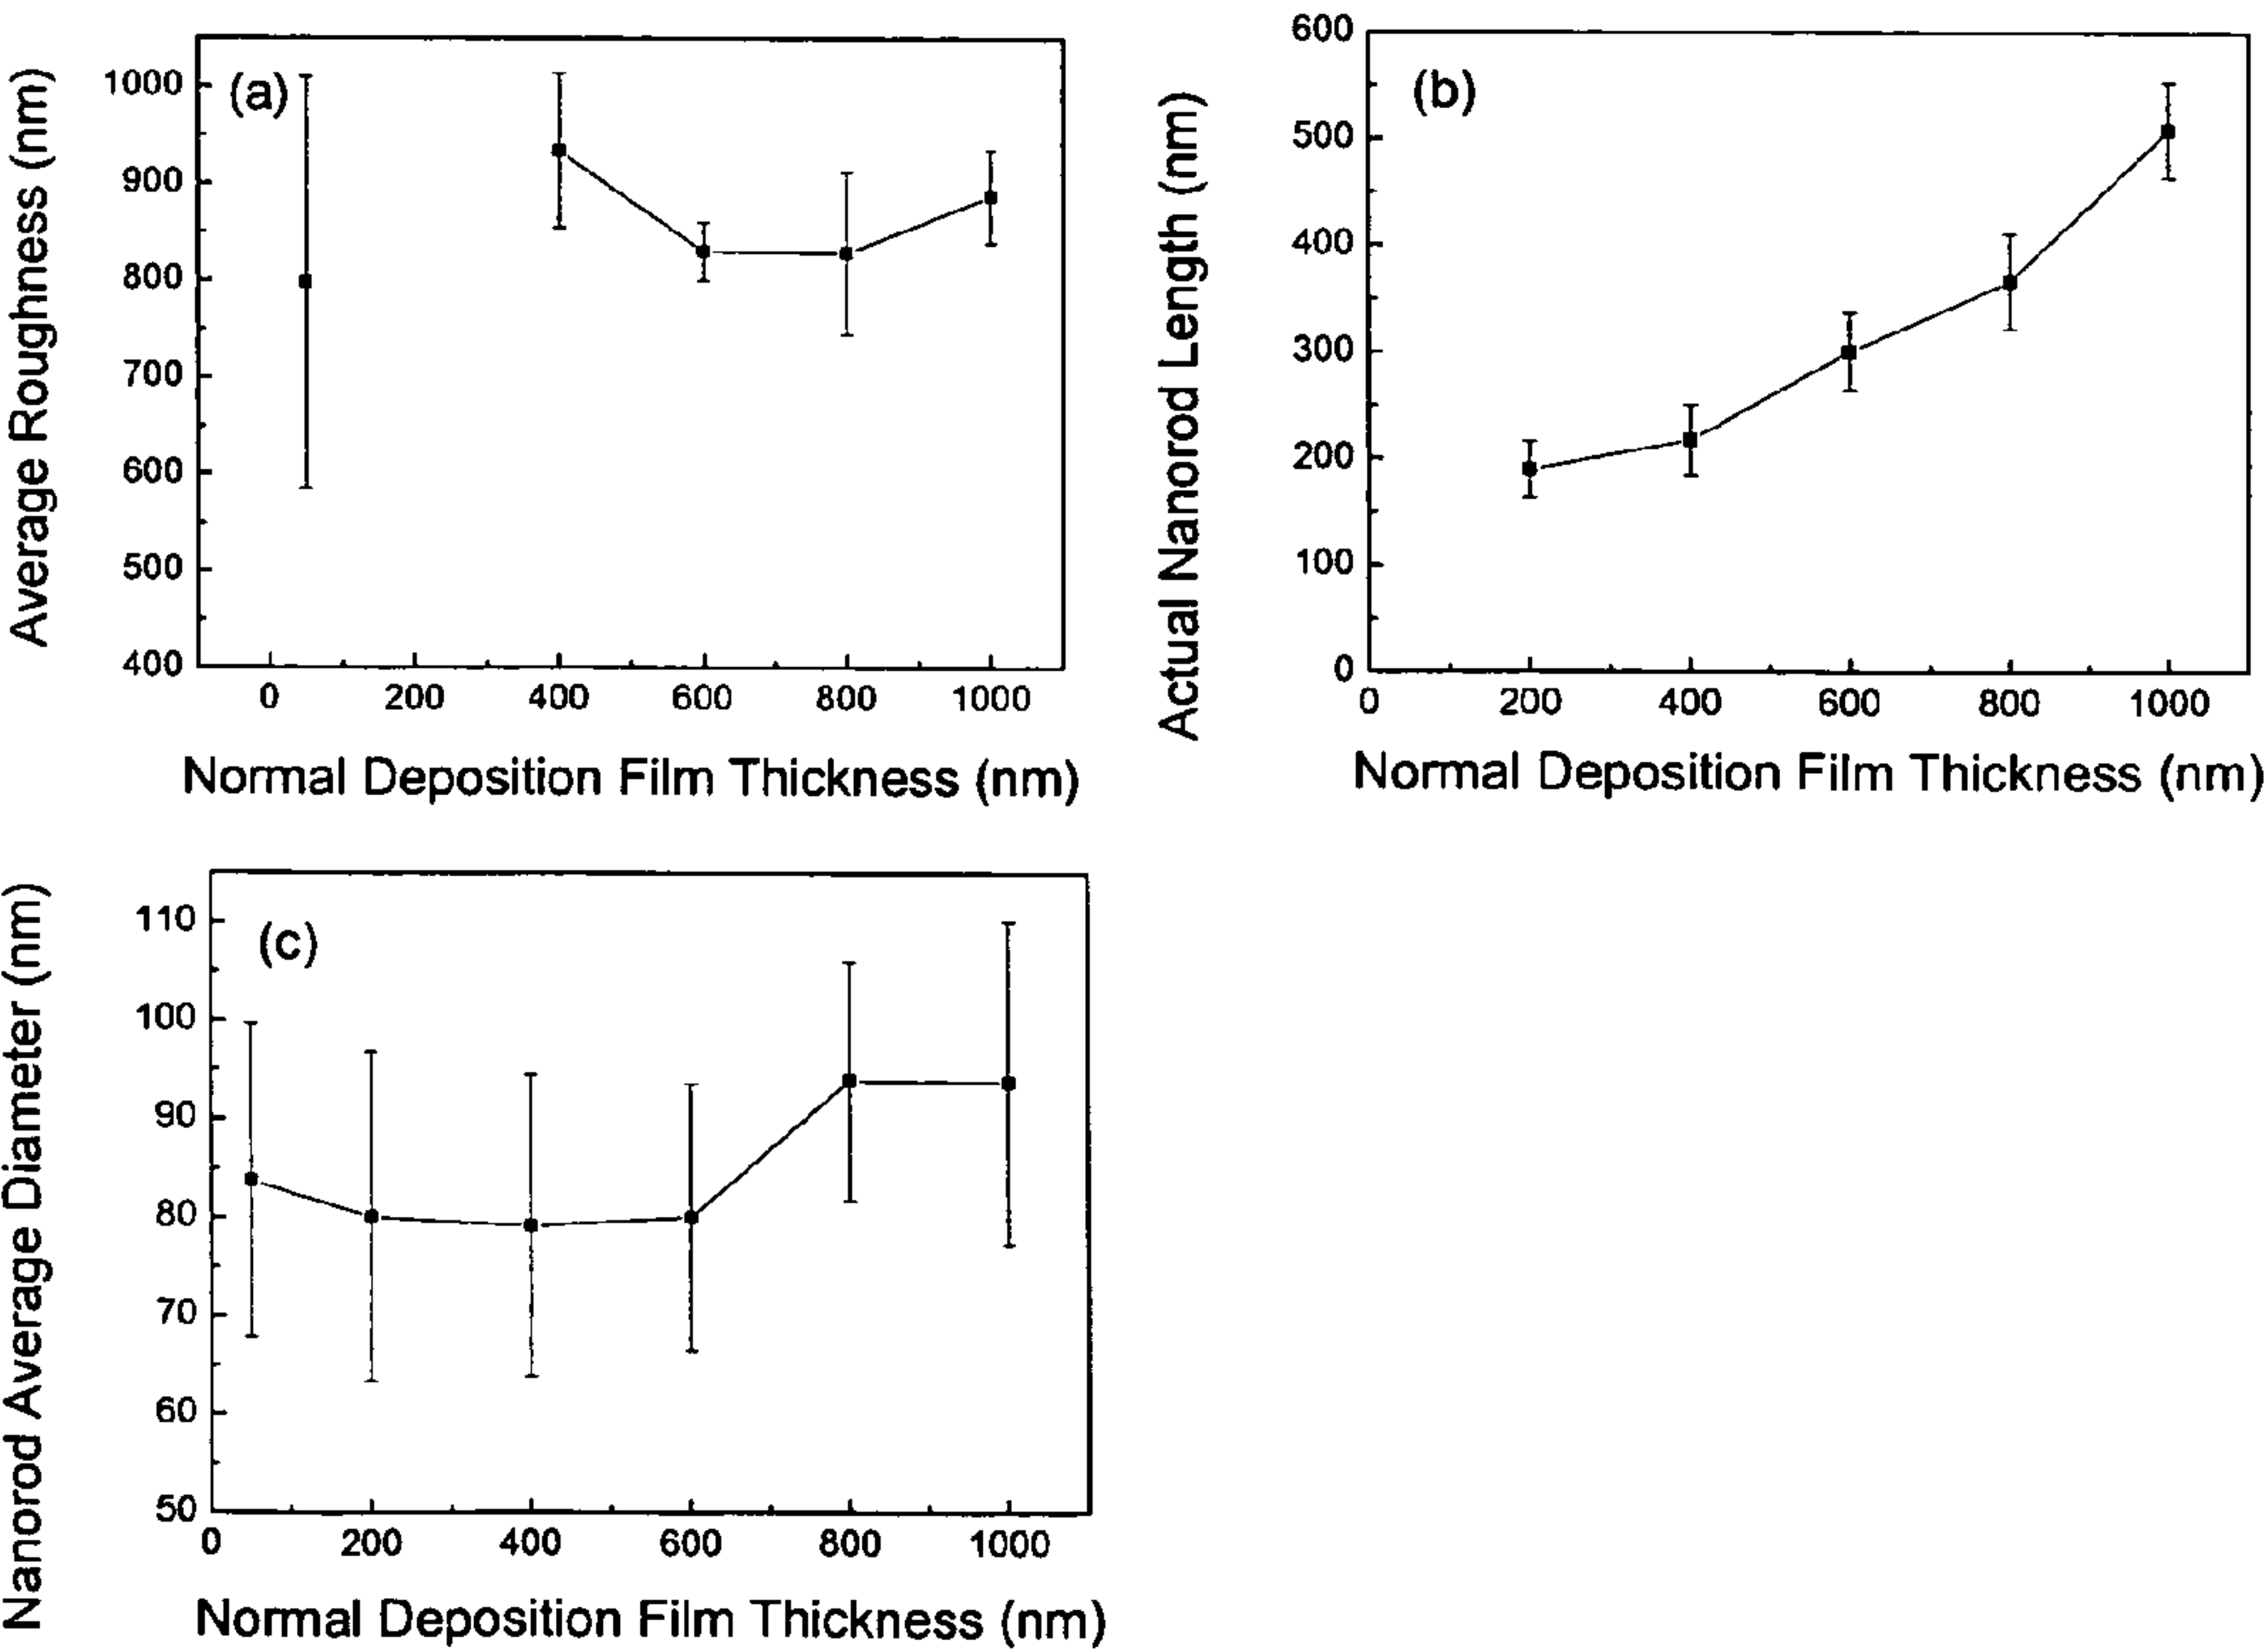 (a)
Average Roughness (nm)
1000
900
800
700
600
500
400
0 200 400 600 800 1000
Normal Deposition Film Thickness (nm)
(b)
Actual Nanorod Length (nm)
600
500
400
300
200
100
0
0 200 400 600 800 1000
Normal Deposition Film Thickness (nm)
(c)
Nanorod Average Diameter (nm)
110
100
90
80
70
60
50
0 200 400 600 800 1000
Normal Deposition Film Thickness (nm)